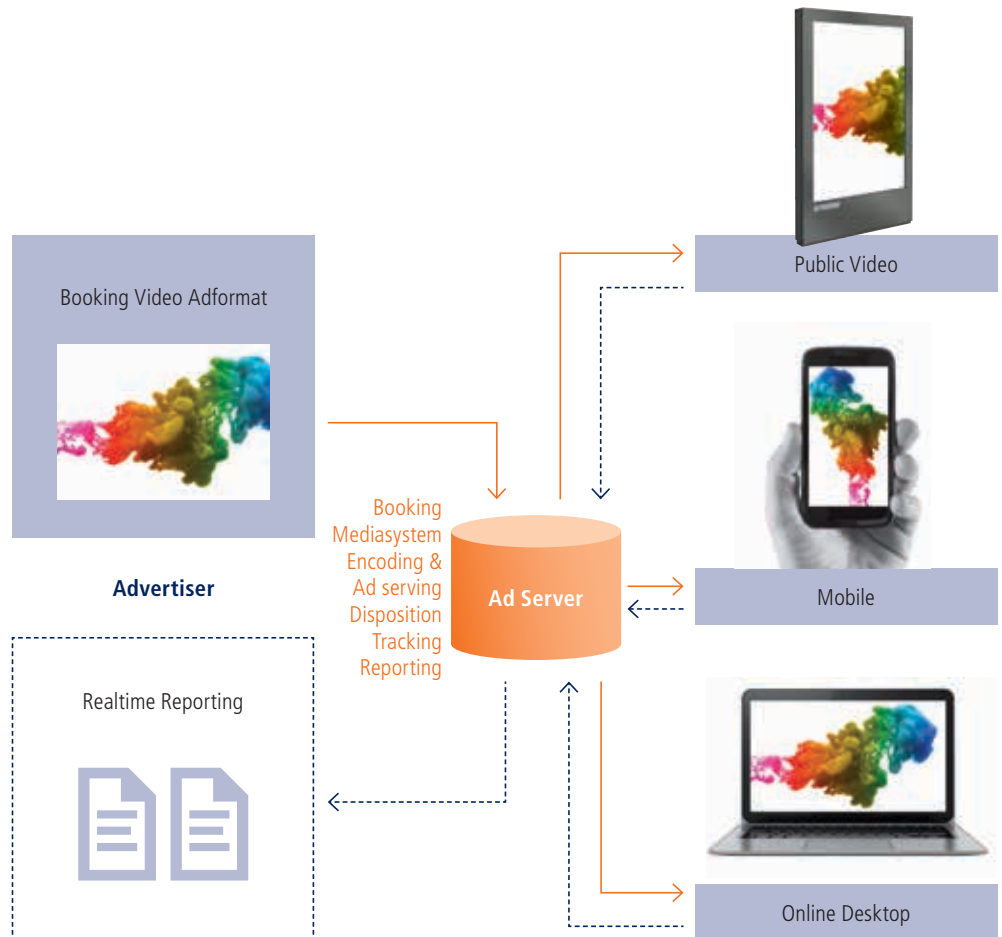 Public Video
Booking Video Adformat
Booking
Mediasystem
Encoding &
Ad serving
Disposition
Tracking
Reporting
Ad Server
Advertiser
Mobile
Realtime Reporting
Online Desktop